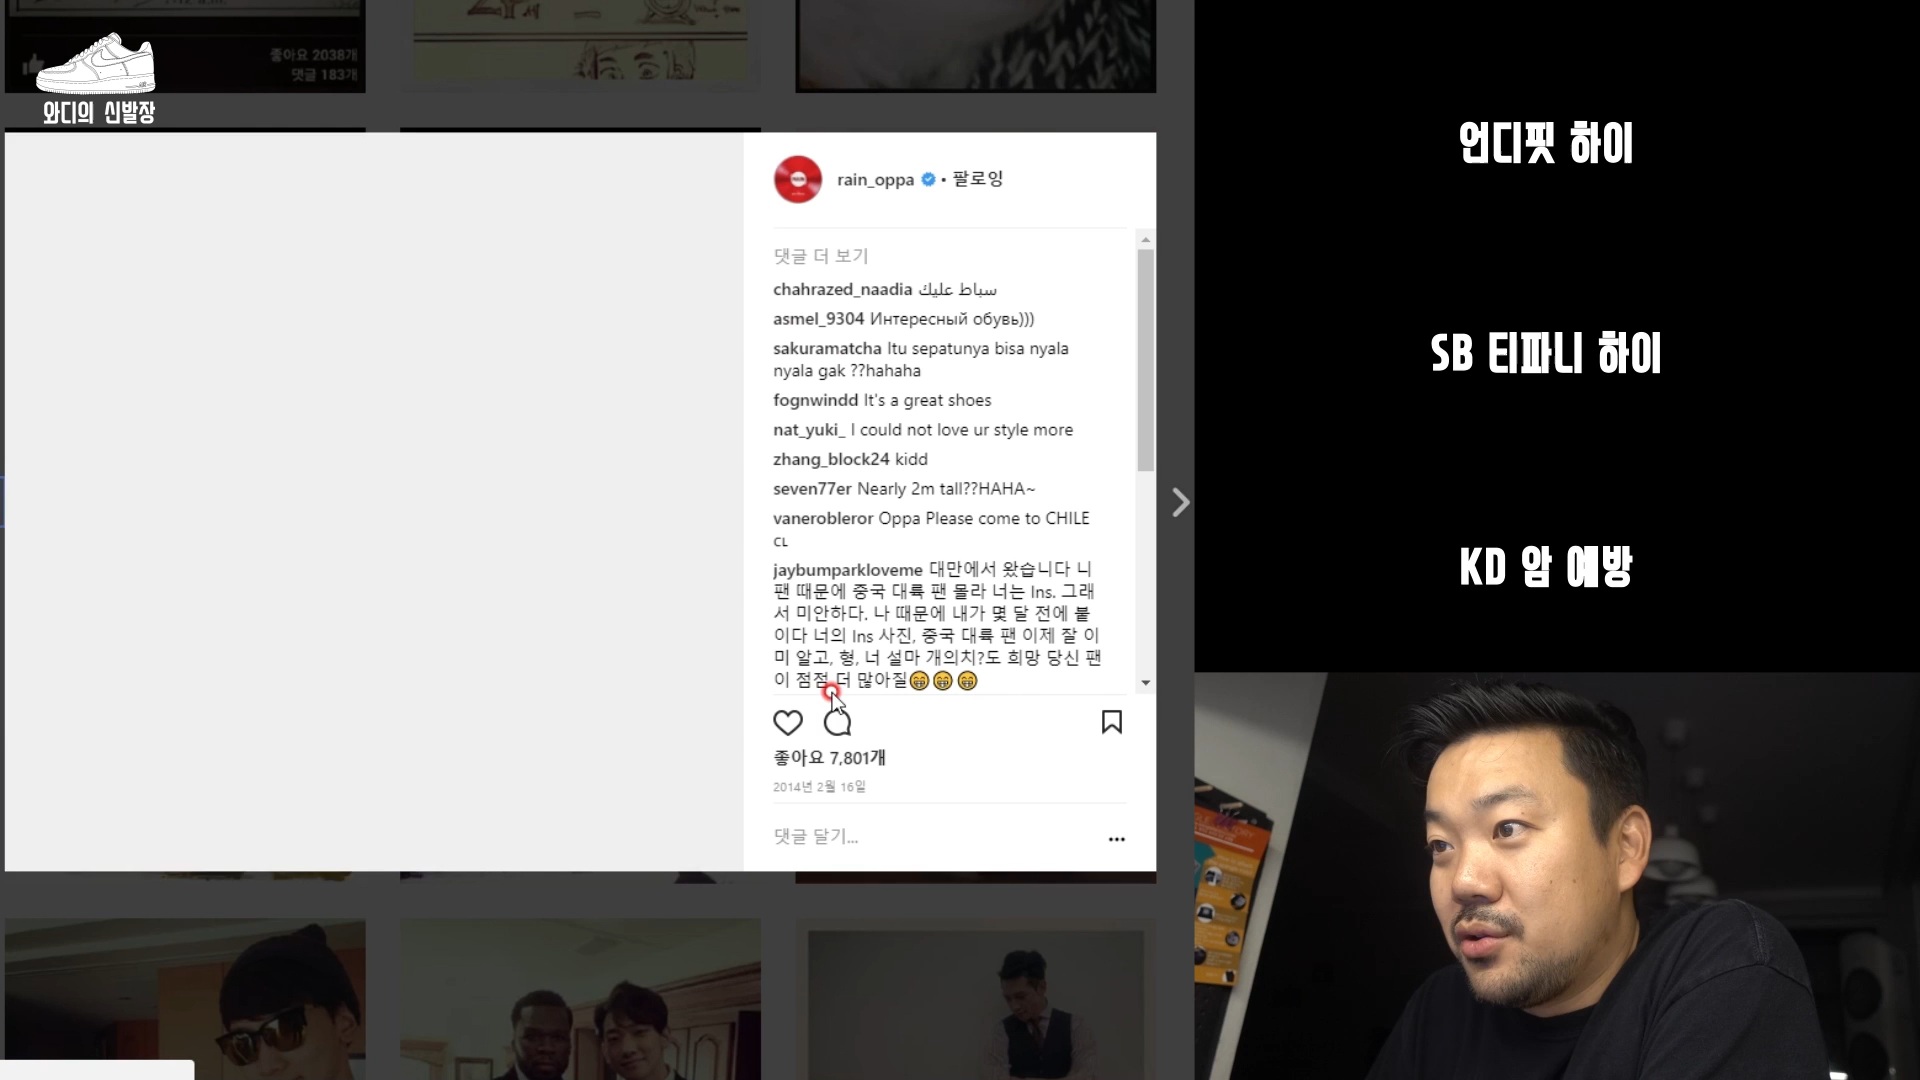 좋아요 2038개
댓글 183개
와디의 신발장
rain_oppa • 팔로잉
댓글 더 보기
chahrazed_naadia سباط عليك
asmel_9304 Интересный обувь)))
sakuramatcha Itu sepatunya bisa nyala
nyala gak ??hahaha
fognwindd It's a great shoes
nat_yuki_ I could not love ur style more
zhang_block24 kidd
seven77er Nearly 2m tall??HAHA~
vanerobleror Oppa Please come to CHILE
CL
jaybumparkloveme 대만에서 왔습니다 니
팬 때문에 중국 대륙 팬 몰라 너는 Ins. 그래
서 미안하다. 나 때문에 내가 몇 달 전에 붙
이다 너의 Ins 사진, 중국 대륙 팬 이제 잘 이
미 알고, 형, 너 설마 개의치?도 희망 당신 팬
이 점점 더 많아질😁😁😁
좋아요 7,801개
2014년 2월 16일
댓글 달기...
언디핏 하이
SB 티파니 하이
KD 암 예방